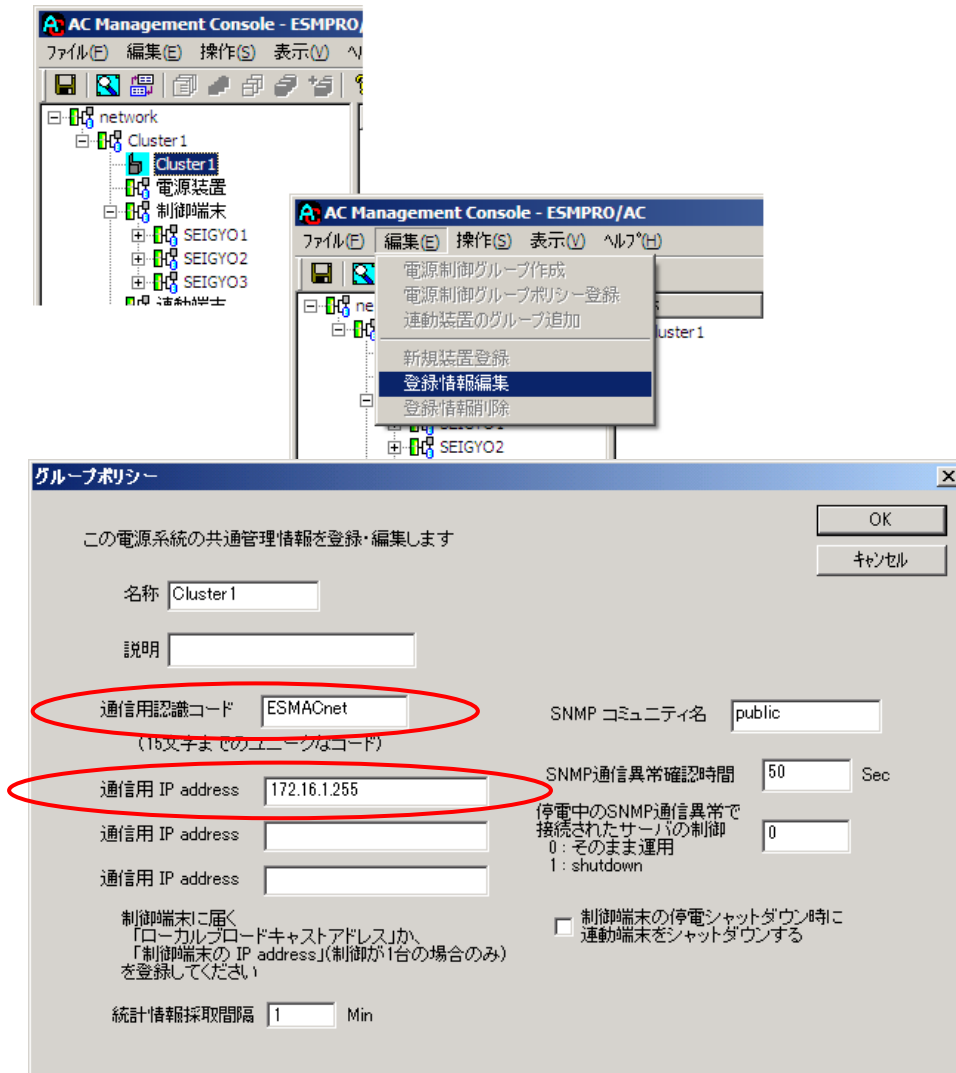 AC Management Console - ESMPRO/
ファイル(F) 編集(E) 操作(S) 表示(V)
network
Cluster1
Cluster1
電源装置
制御端末
SEIGYO1
SEIGYO2
SEIGYO3
連動端末
AC Management Console - ESMPRO/AC
ファイル(F) 編集(E) 操作(S) 表示(V) ヘルプ(H)
電源制御グループ作成
電源制御グループポリシー登録
連動装置のグループ追加
新規装置登録
登録情報編集
登録情報削除
ne
luster1
SEIGYO1
SEIGYO2
グループポリシー
この電源系統の共通管理情報を登録・編集します
OK
キャンセル
名称 Cluster1
説明
通信用認識コード ESMACnet
(15文字までのユニークなコード)
通信用 IP address 172.16.1.255
通信用 IP address
通信用 IP address
制御端末に届く
「ローカルブロードキャストアドレス」か、
「制御端末の IP address」(制御が1台の場合のみ)
を登録してください
統計情報採取間隔 1 Min
SNMP コミュニティ名 public
SNMP通信異常確認時間 50 Sec
停電中のSNMP通信異常で
接続されたサーバの制御 0
0 : そのまま運用
1 : shutdown
制御端末の停電シャットダウン時に
連動端末をシャットダウンする